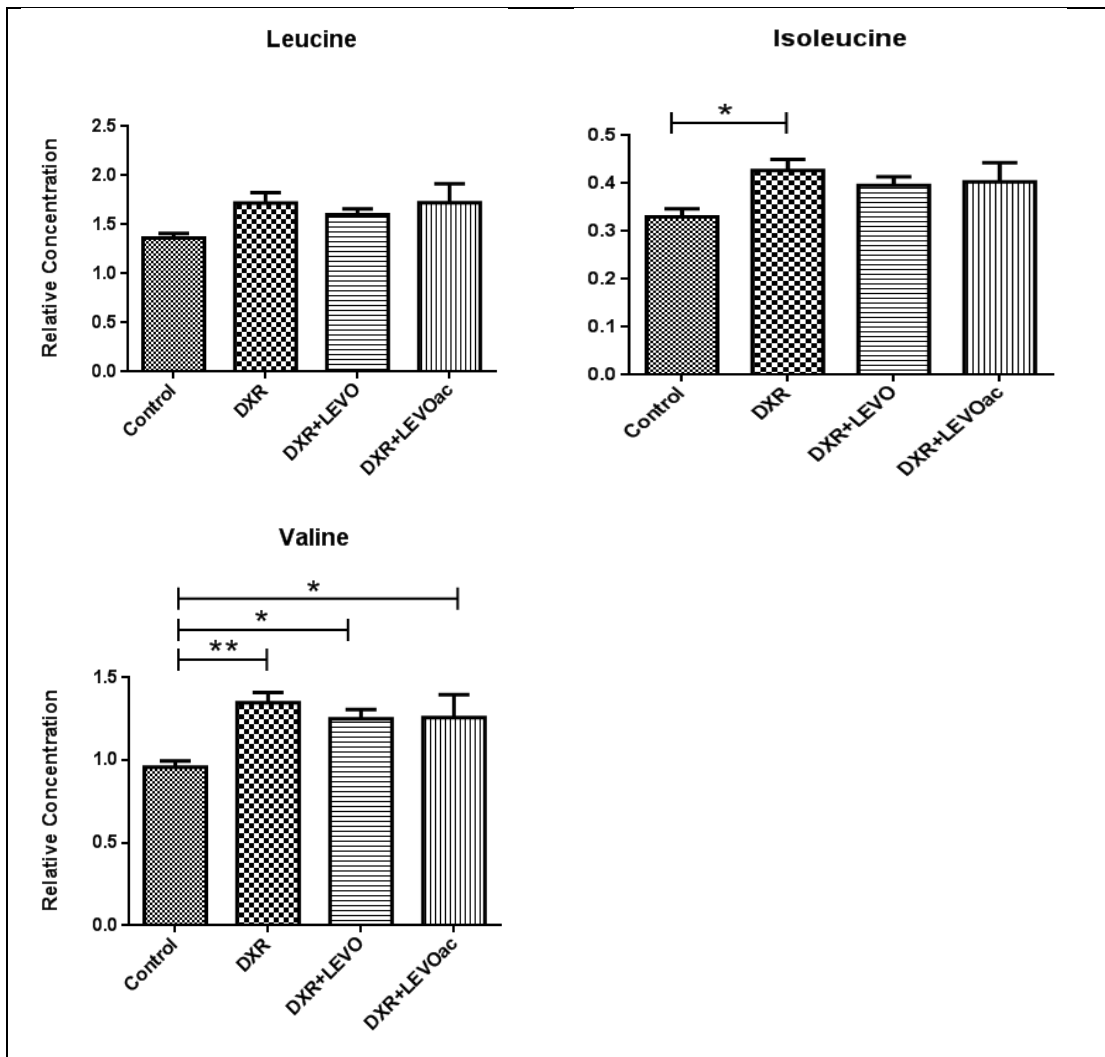 Leucine
Relative Concentration
2.5
2.0
1.5
1.0
0.5
0.0
Control
DXR
DXR+LEVO
DXR+LEVOac
Isoleucine
*
0.5
0.4
0.3
0.2
0.1
0.0
Control
DXR
DXR+LEVO
DXR+LEVOac
Valine
*
*
**
Relative Concentration
1.5
1.0
0.5
0.0
Control
DXR
DXR+LEVO
DXR+LEVOac